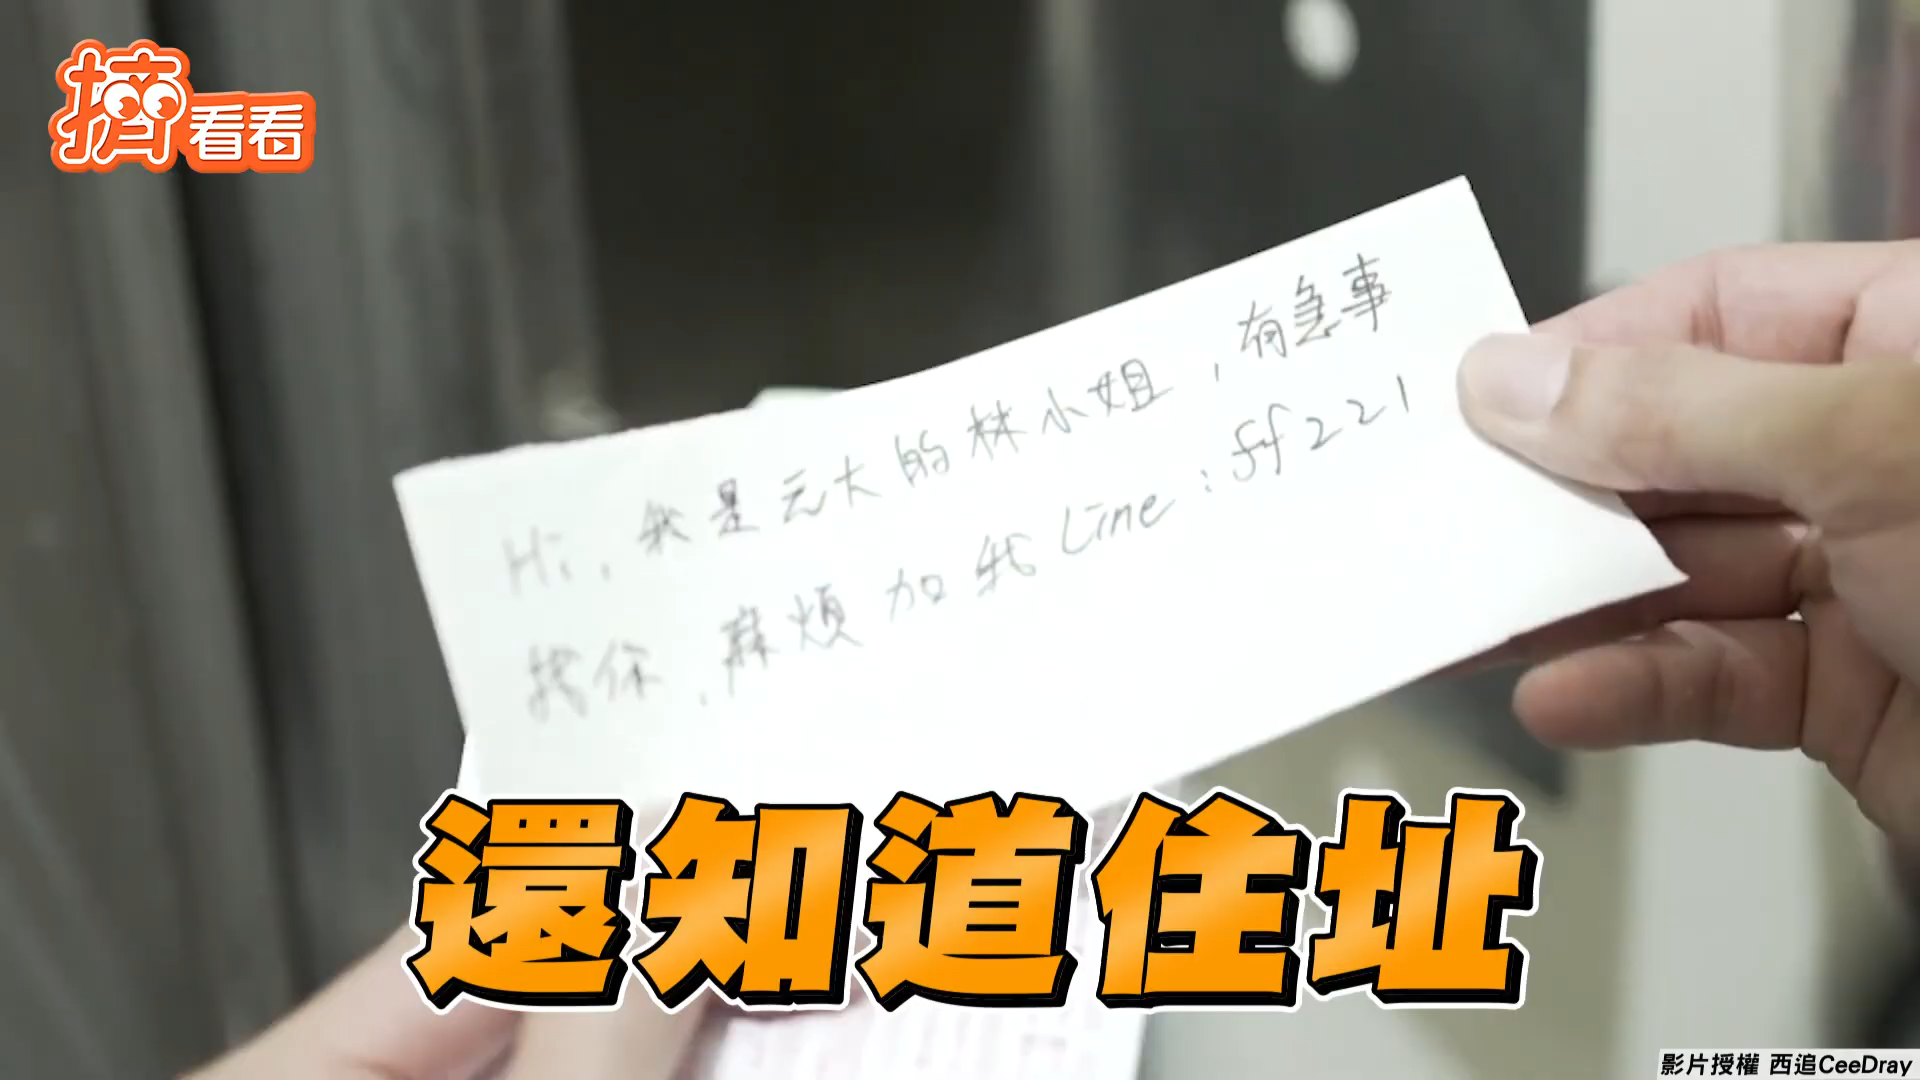 摘看看
Hi，我是元大的林小姐，有急事
找你，麻煩加我Line：ff221
還知道住址
影片授權 西追CeeDray